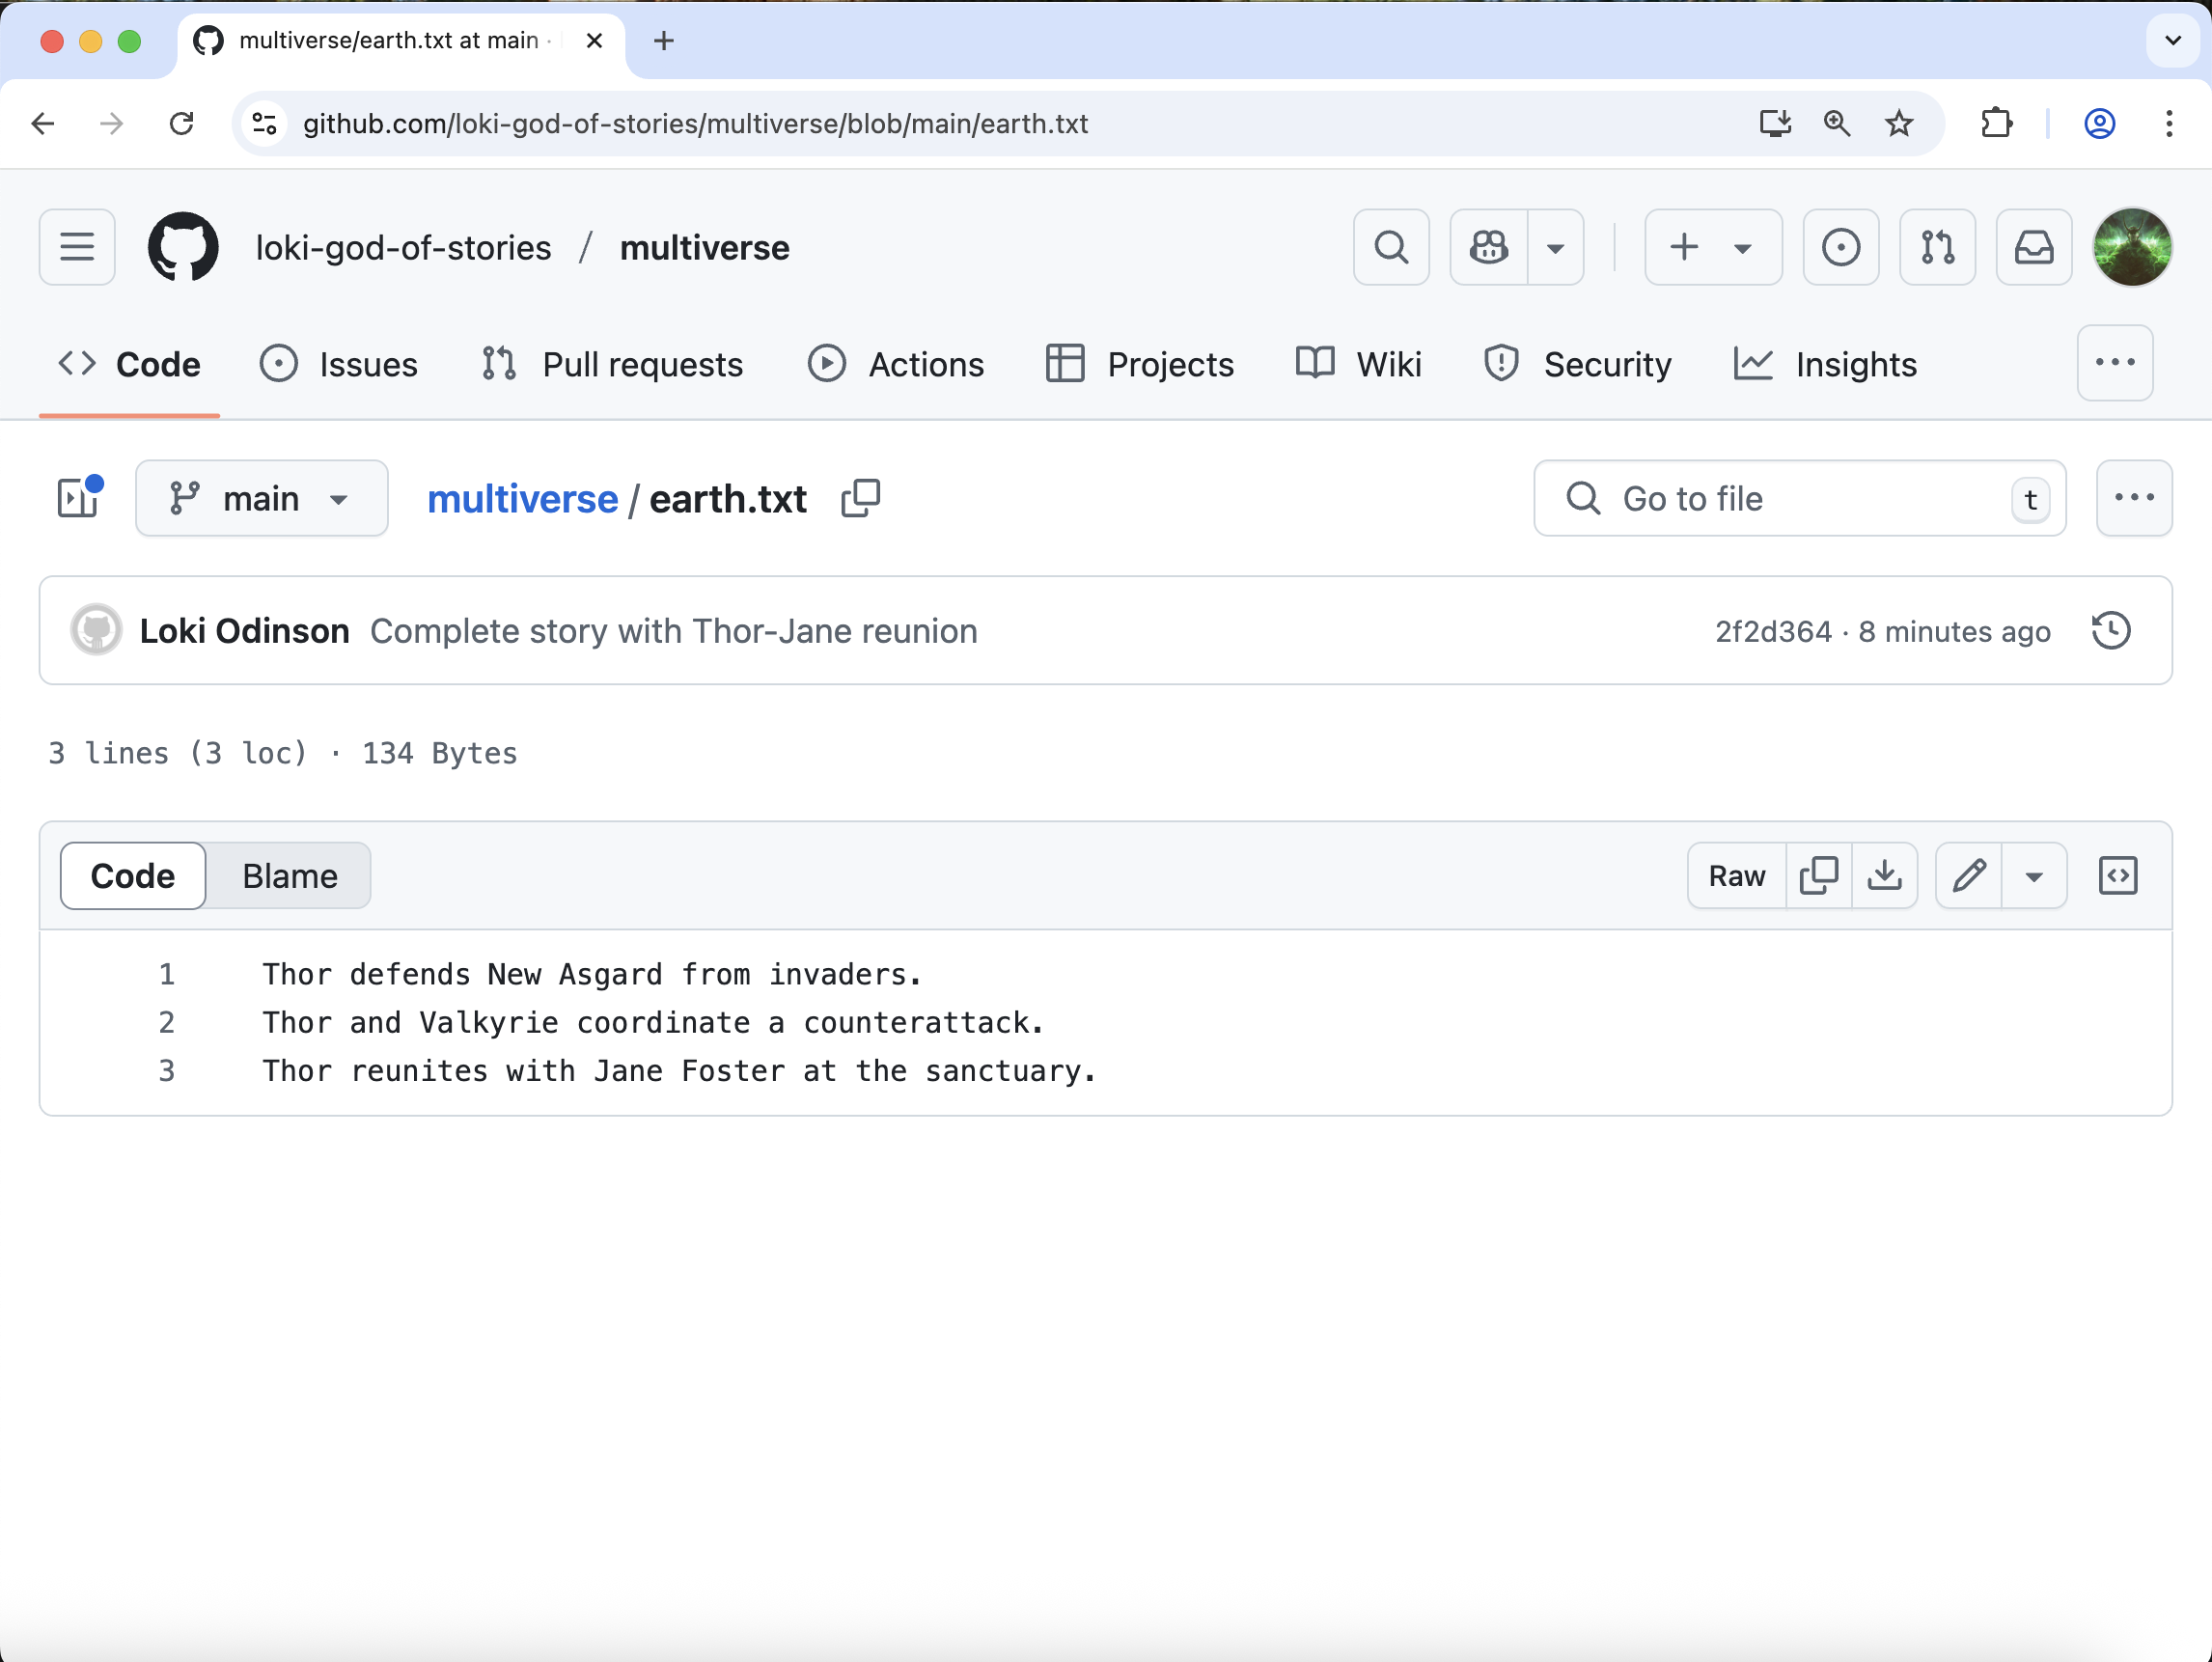 multiverse/earth.txt at main ·
github.com/loki-god-of-stories/multiverse/blob/main/earth.txt
loki-god-of-stories / multiverse
Code Issues Pull requests Actions Projects Wiki Security Insights
main multiverse / earth.txt Go to file t
Loki Odinson Complete story with Thor-Jane reunion 2f2d364 · 8 minutes ago
3 lines (3 loc) · 134 Bytes
Code Blame Raw
1 Thor defends New Asgard from invaders.
2 Thor and Valkyrie coordinate a counterattack.
3 Thor reunites with Jane Foster at the sanctuary.